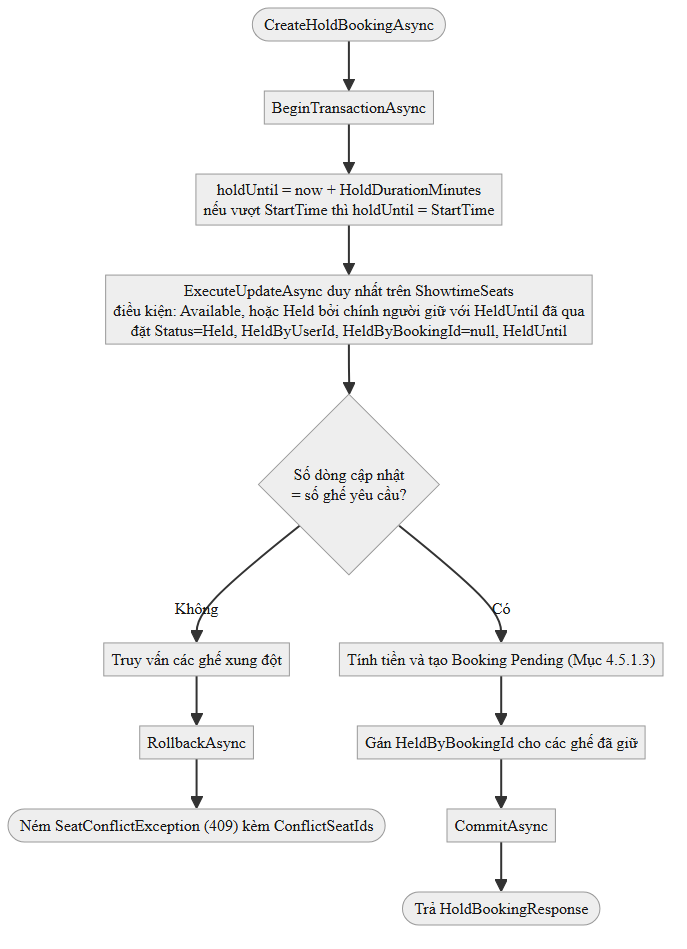 CreateHoldBookingAsync
BeginTransactionAsync
holdUntil = now + HoldDurationMinutes
nếu vượt StartTime thì holdUntil = StartTime
ExecuteUpdateAsync duy nhất trên ShowtimeSeats
điều kiện: Available, hoặc Held bởi chính người giữ với HeldUntil đã qua
đặt Status=Held, HeldByUserId, HeldByBookingId=null, HeldUntil
Số dòng cập nhật
= số ghế yêu cầu?
Không
Có
Truy vấn các ghế xung đột
Tính tiền và tạo Booking Pending (Mục 4.5.1.3)
RollbackAsync
Gán HeldByBookingId cho các ghế đã giữ
Ném SeatConflictException (409) kèm ConflictSeatIds
CommitAsync
Trả HoldBookingResponse